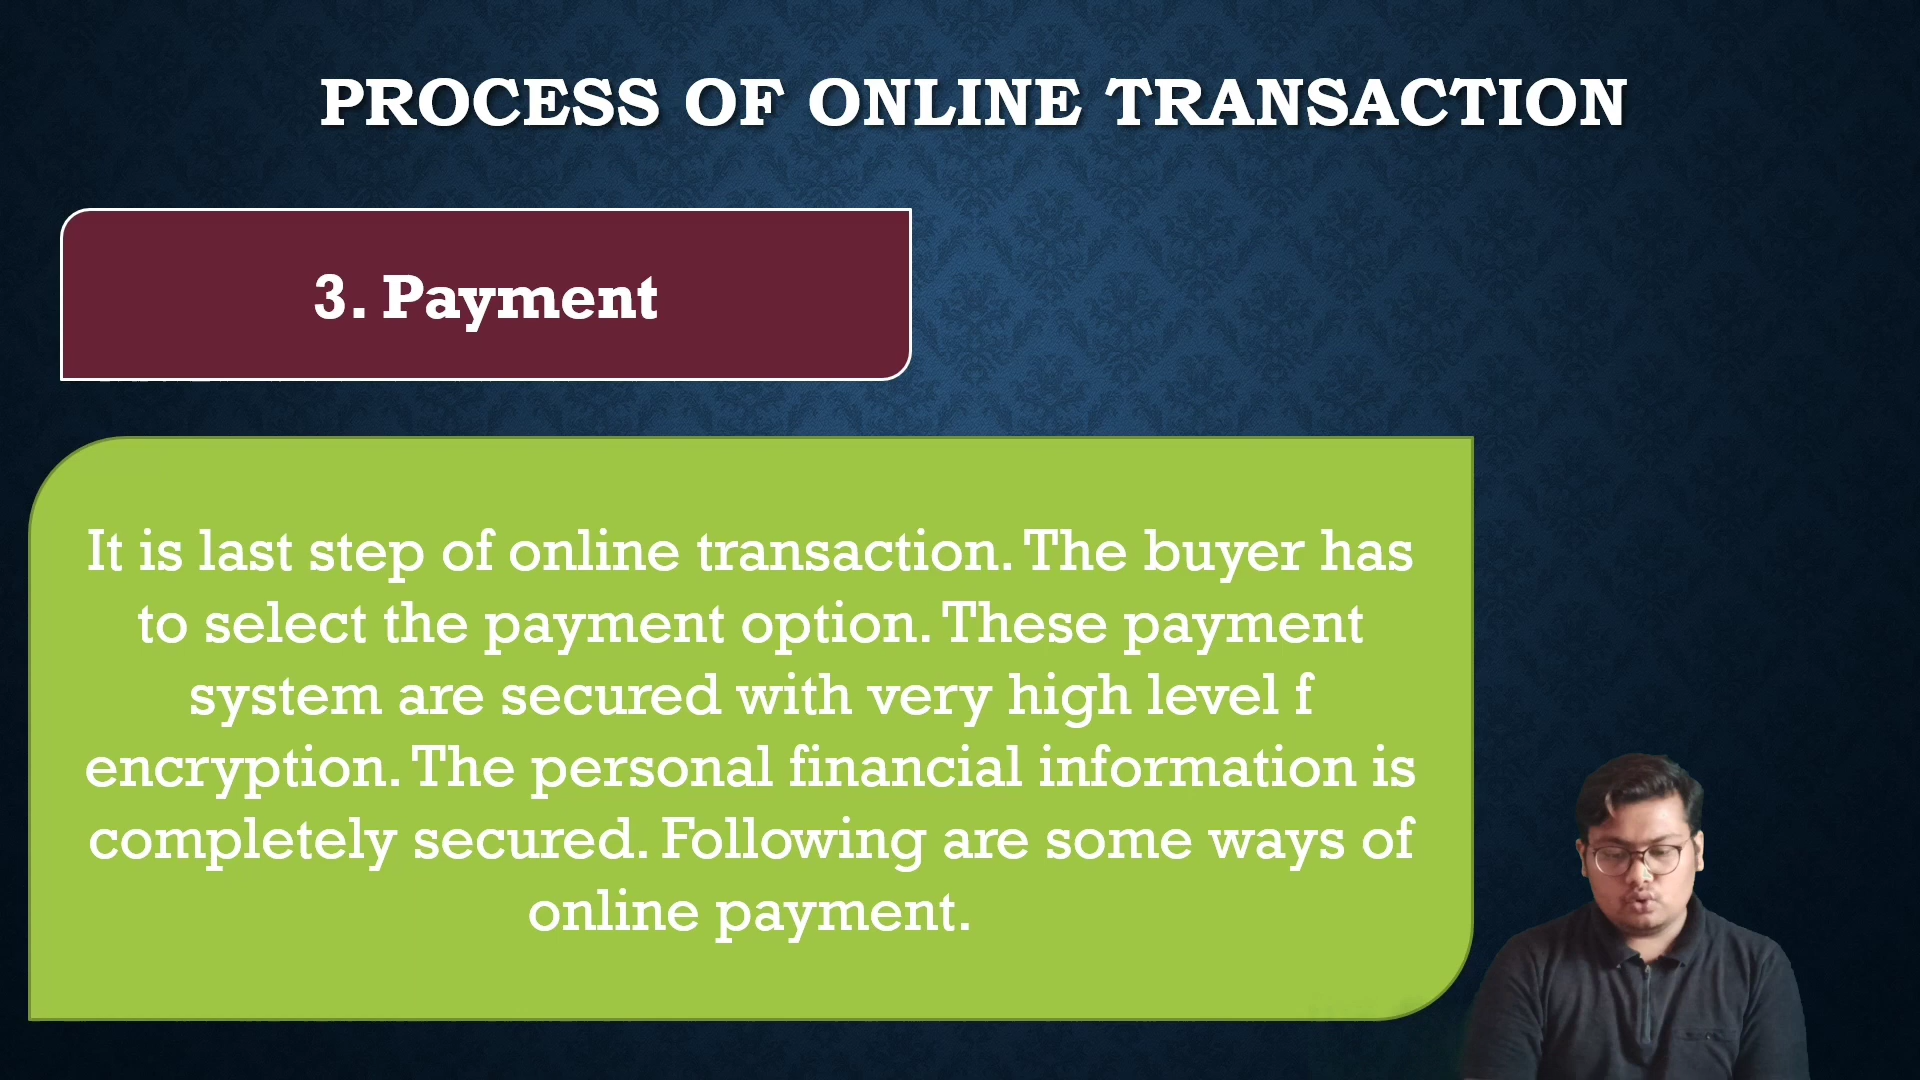 PROCESS OF ONLINE TRANSACTION
3. Payment
It is last step of online transaction. The buyer has
to select the payment option. These payment
system are secured with very high level f
encryption. The personal financial information is
completely secured. Following are some ways of
online payment.